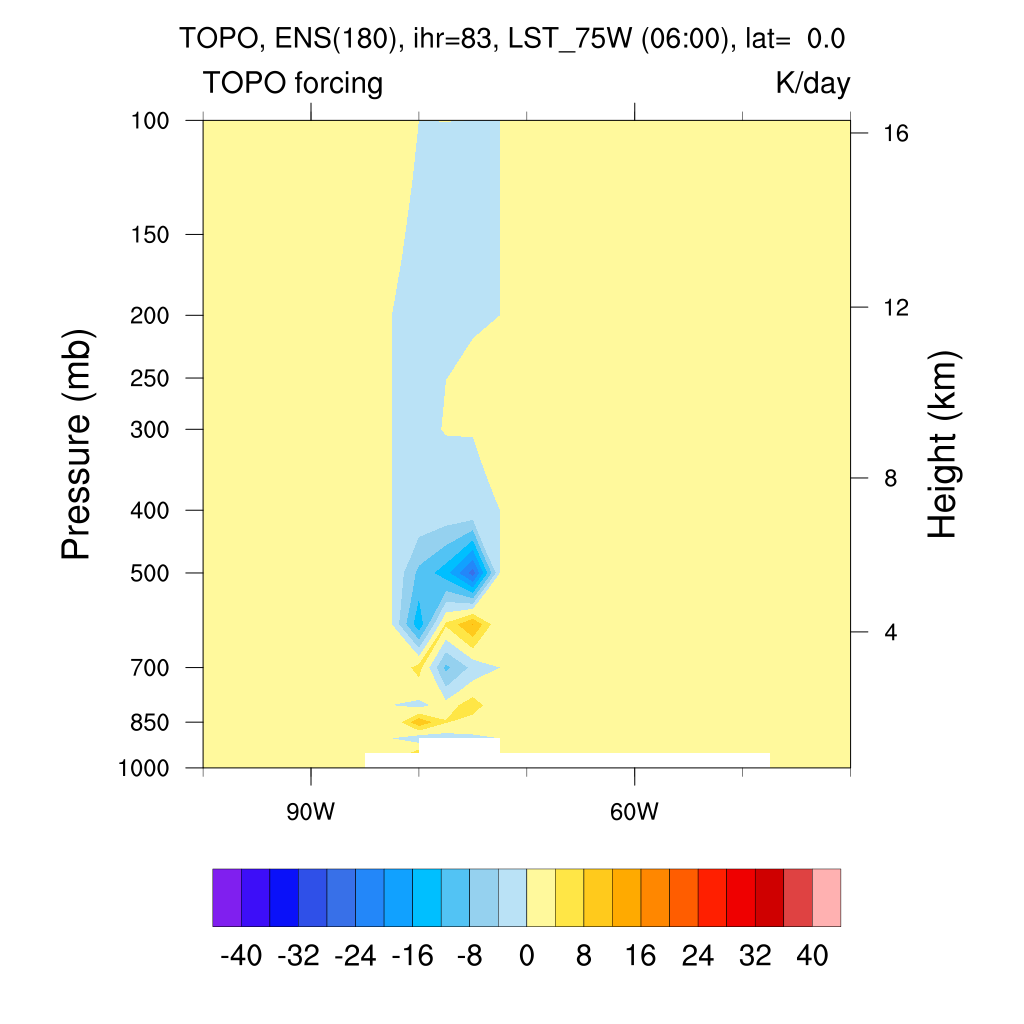 TOPO, ENS(180), ihr=83, LST_75W (06:00), lat=  0.0
TOPO forcing
K/day
100
150
200
250
300
400
500
700
850
1000
Pressure (mb)
16
12
8
4
Height (km)
90W
60W
-40 -32 -24 -16 -8 0 8 16 24 32 40